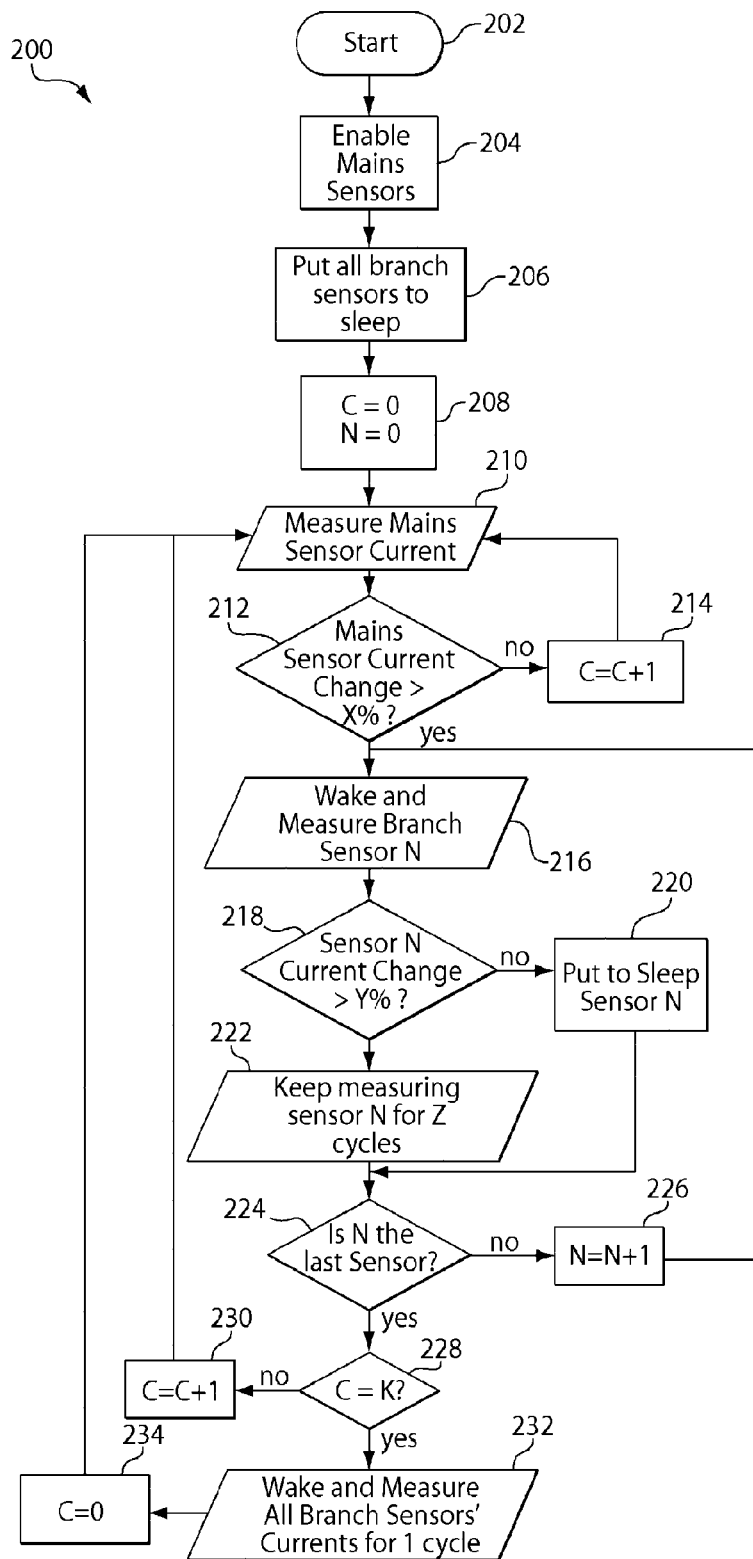 200
Start
202
Enable
Mains
Sensors
204
Put all branch
sensors to
sleep
206
C = 0
N = 0
208
210
Measure Mains
Sensor Current
212
Mains
Sensor Current
Change >
X% ?
no
214
C=C+1
yes
Wake and
Measure Branch
Sensor N
216
218
Sensor N
Current Change
> Y% ?
no
220
Put to Sleep
Sensor N
222
Keep measuring
sensor N for Z
cycles
224
Is N the
last Sensor?
no
226
N=N+1
yes
228
C = K?
no
230
C=C+1
yes
232
Wake and Measure
All Branch Sensors'
Currents for 1 cycle
234
C=0